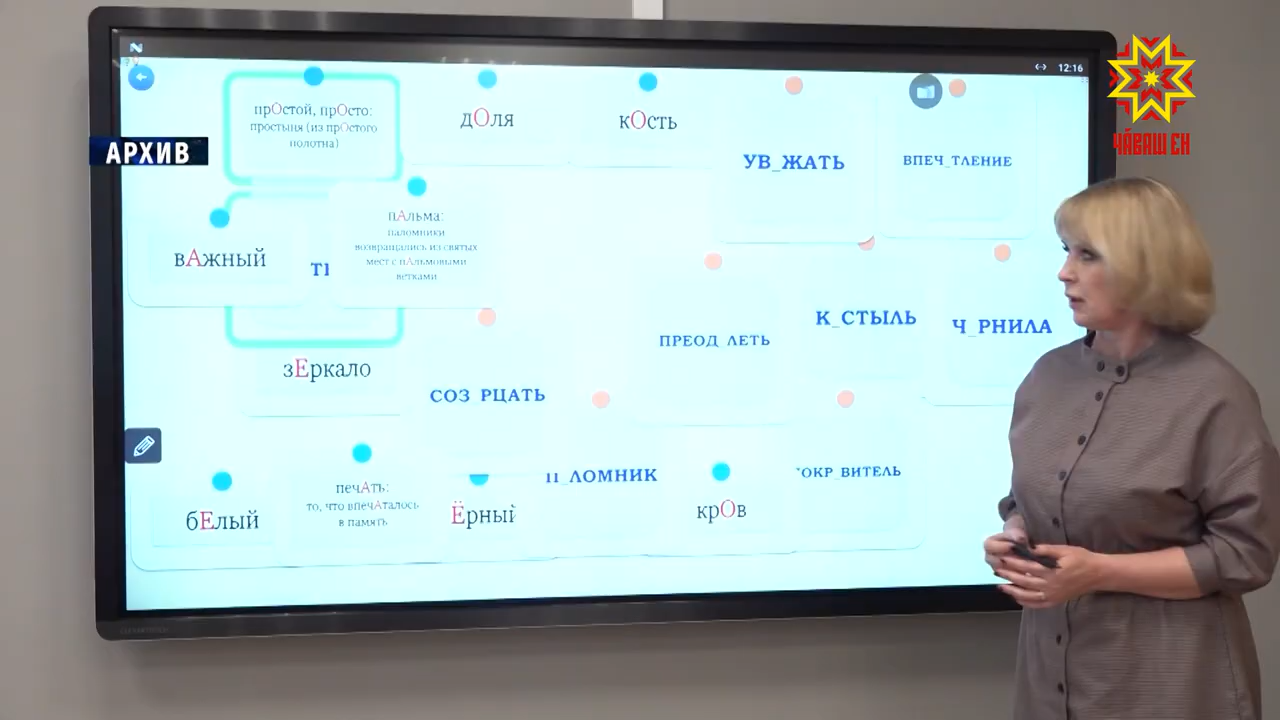 12:16
ЧӐВАШ ЕН
АРХИВ
прОстой, прОсто:
простыня (из прОстого
полотна)
дОля
кОсть
УВ_ЖАТЬ
ВПЕЧ_ТЛЕНИЕ
вАжный
пАльма:
паломники
возвращались из святых
мест с пАльмовыми
ветками
К_СТЫЛЬ
Ч_РНИЛА
ПРЕОД_ЛЕТЬ
зЕркало
СОЗ_РЦАТЬ
П_ЛОМНИК
ОКР_ВИТЕЛЬ
бЕлый
печАть:
то, что впечАталось
в память
Ёрный
крОв